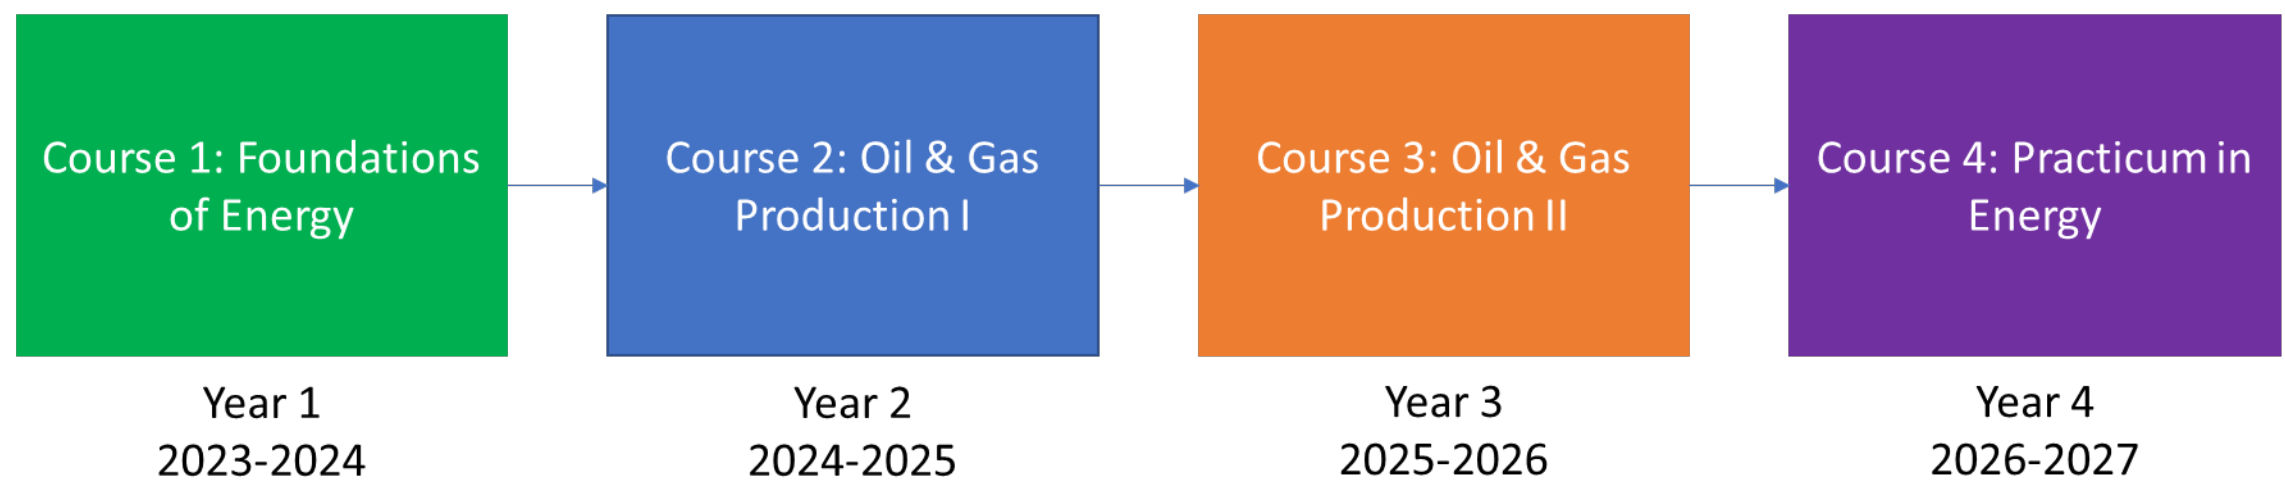 Course 1: Foundations
of Energy
Year 1
2023-2024
Course 2: Oil & Gas
Production I
Year 2
2024-2025
Course 3: Oil & Gas
Production II
Year 3
2025-2026
Course 4: Practicum in
Energy
Year 4
2026-2027